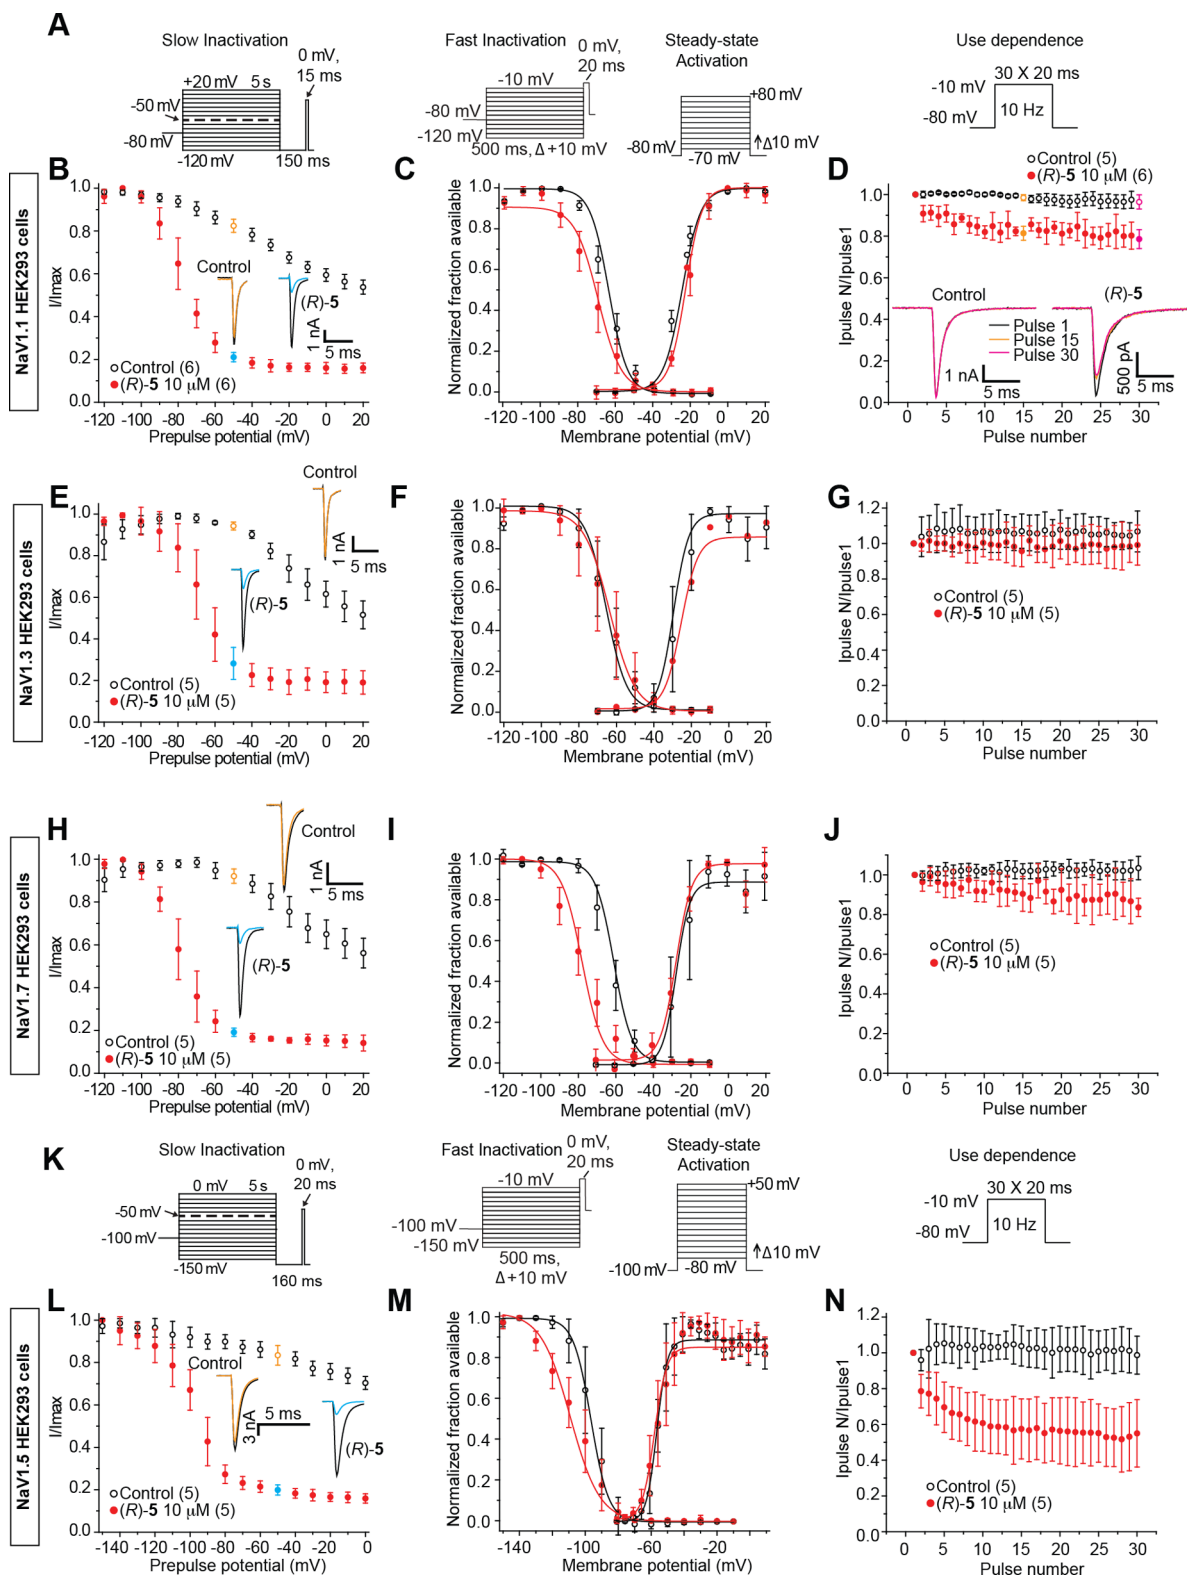 A
Slow Inactivation
+20 mV 5 s
0 mV,
15 ms
-50 mV
-80 mV
-120 mV
150 ms
Fast Inactivation
0 mV,
20 ms
-10 mV
-80 mV
-120 mV
500 ms, Δ +10 mV
Steady-state
Activation
+80 mV
Δ10 mV
-80 mV
-70 mV
Use dependence
30 X 20 ms
-10 mV
-80 mV
10 Hz
NaV1.1 HEK293 cells
B
I/Imax
1.0
0.8
0.6
0.4
0.2
0.0
Control
(R)-5
1 nA
5 ms
Control (6)
(R)-5 10 μM (6)
-120 -100 -80 -60 -40 -20 0 20
Prepulse potential (mV)
C
Normalized fraction available
1.0
0.8
0.6
0.4
0.2
0.0
-120 -100 -80 -60 -40 -20 0 20
Membrane potential (mV)
D
Control (5)
(R)-5 10 μM (6)
Ipulse N/Ipulse1
1.0
0.8
0.6
0.4
0.2
0.0
Control
(R)-5
Pulse 1
Pulse 15
Pulse 30
1 nA
5 ms
500 pA
5 ms
0 5 10 15 20 25 30
Pulse number
NaV1.3 HEK293 cells
E
Control
1 nA
5 ms
I/Imax
1.0
0.8
0.6
0.4
0.2
0.0
(R)-5
Control (5)
(R)-5 10 μM (5)
-120 -100 -80 -60 -40 -20 0 20
Prepulse potential (mV)
F
Normalized fraction available
1.0
0.8
0.6
0.4
0.2
0.0
-120 -100 -80 -60 -40 -20 0 20
Membrane potential (mV)
G
Ipulse N/Ipulse1
1.2
1.0
0.8
0.6
0.4
0.2
0.0
Control (5)
(R)-5 10 μM (5)
0 5 10 15 20 25 30
Pulse number
NaV1.7 HEK293 cells
H
Control
1 nA
5 ms
I/Imax
1.0
0.8
0.6
0.4
0.2
0.0
(R)-5
Control (5)
(R)-5 10 μM (5)
-120 -100 -80 -60 -40 -20 0 20
Prepulse potential (mV)
I
Normalized fraction available
1.0
0.8
0.6
0.4
0.2
0.0
-120 -100 -80 -60 -40 -20 0 20
Membrane potential (mV)
J
Ipulse N/Ipulse1
1.0
0.8
0.6
0.4
0.2
0.0
Control (5)
(R)-5 10 μM (5)
0 5 10 15 20 25 30
Pulse number
K
Slow Inactivation
0 mV 5 s
0 mV,
20 ms
-50 mV
-100 mV
-150 mV
160 ms
Fast Inactivation
0 mV,
20 ms
-10 mV
-100 mV
-150 mV
500 ms,
Δ +10 mV
Steady-state
Activation
+50 mV
Δ10 mV
-100 mV
-80 mV
Use dependence
30 X 20 ms
-10 mV
-80 mV
10 Hz
NaV1.5 HEK293 cells
L
I/Imax
1.0
0.8
0.6
0.4
0.2
0.0
Control
3 nA
5 ms
(R)-5
Control (5)
(R)-5 10 μM (5)
-140 -120 -100 -80 -60 -40 -20 0
Prepulse potential (mV)
M
Normalized fraction available
1.0
0.8
0.6
0.4
0.2
0.0
-140 -100 -80 -60 -40 -20 0
Membrane potential (mV)
N
Ipulse N/Ipulse1
1.2
1.0
0.8
0.6
0.4
0.2
0.0
Control (5)
(R)-5 10 μM (5)
0 5 10 15 20 25 30
Pulse number